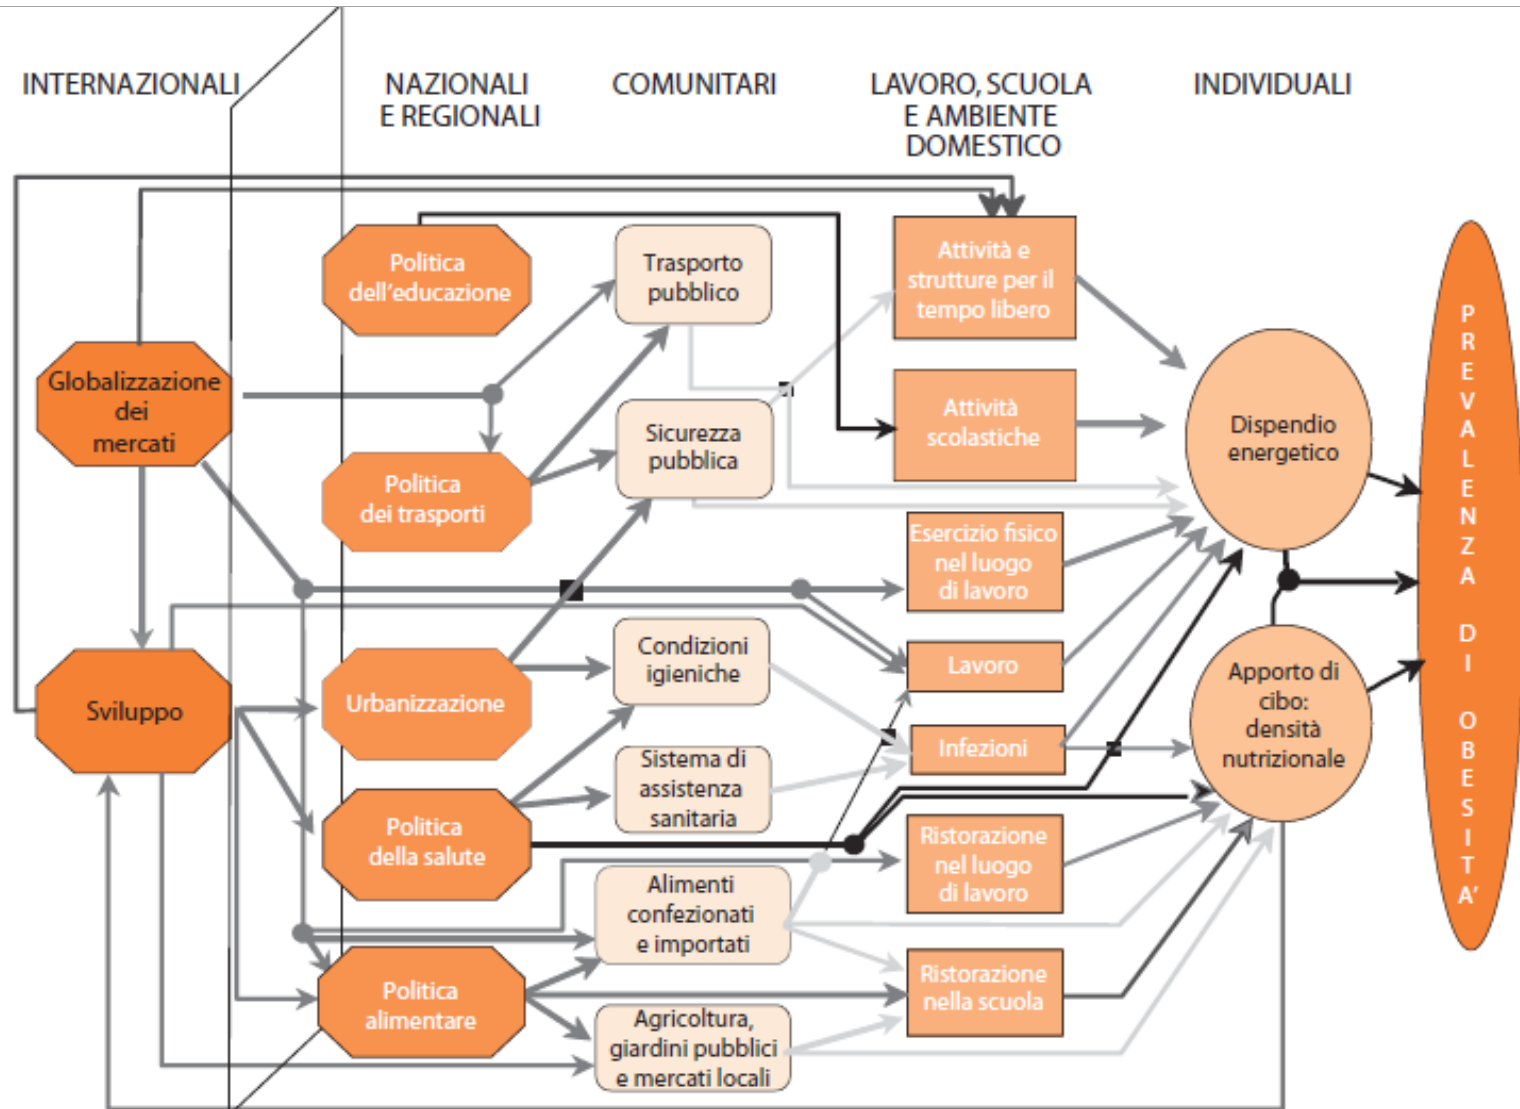 INTERNAZIONALI
NAZIONALI
E REGIONALI
COMUNITARI
LAVORO, SCUOLA
E AMBIENTE
DOMESTICO
INDIVIDUALI
Globalizzazione
dei
mercati
Sviluppo
Politica
dell'educazione
Politica
dei trasporti
Urbanizzazione
Politica
della salute
Politica
alimentare
Trasporto
pubblico
Sicurezza
pubblica
Condizioni
igieniche
Sistema di
assistenza
sanitaria
Alimenti
confezionati
e importati
Agricoltura,
giardini pubblici
e mercati locali
Attività e
strutture per il
tempo libero
Attività
scolastiche
Esercizio fisico
nel luogo
di lavoro
Lavoro
Infezioni
Ristorazione
nel luogo
di lavoro
Ristorazione
nella scuola
Dispendio
energetico
Apporto di
cibo:
densità
nutrizionale
PREVALENZA DI OBESITA'